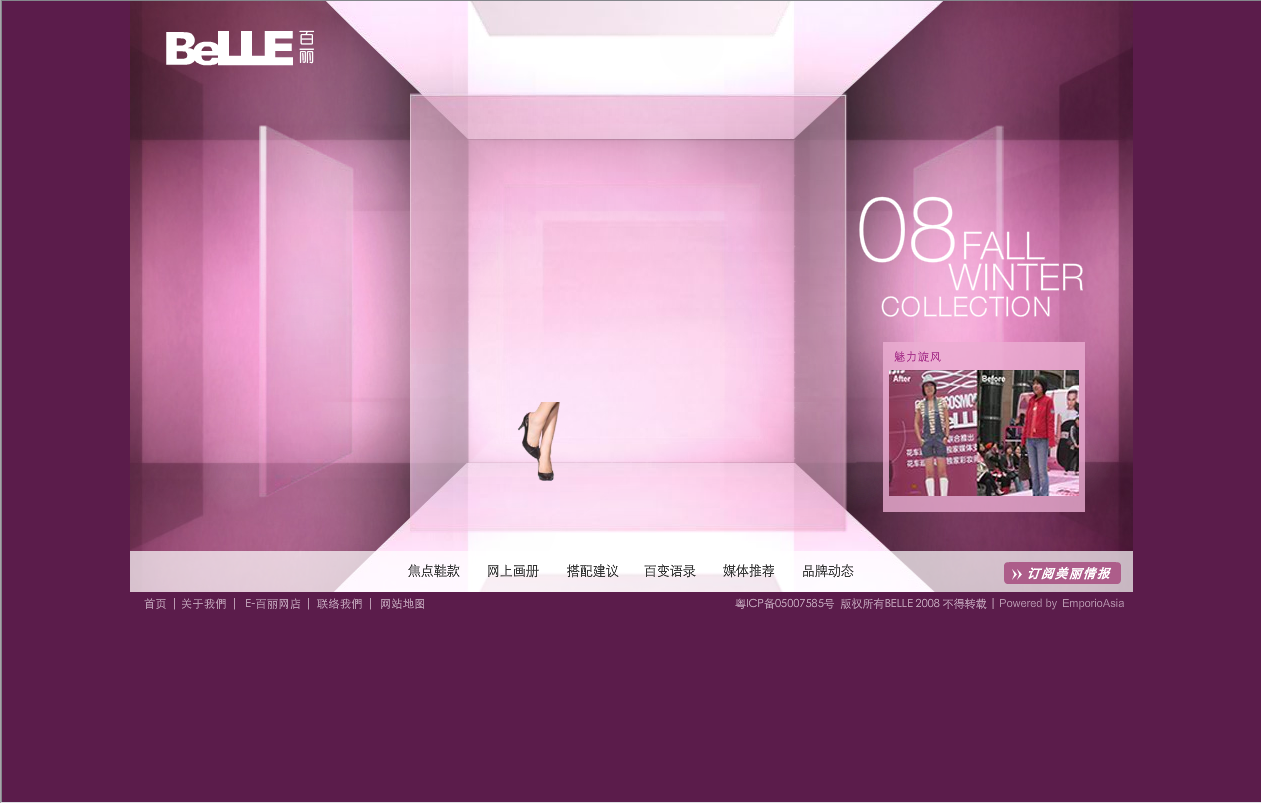 BeLLE 百丽
08 FALL
WINTER
COLLECTION
魅力旋风
After
Before
COSMO
焦点鞋款 网上画册 搭配建议 百变语录 媒体推荐 品牌动态
订阅美丽情报
首页 | 关于我們 | E-百丽网店 | 联络我們 | 网站地图
粤ICP备05007585号 版权所有BELLE 2008 不得转载 | Powered by EmporioAsia